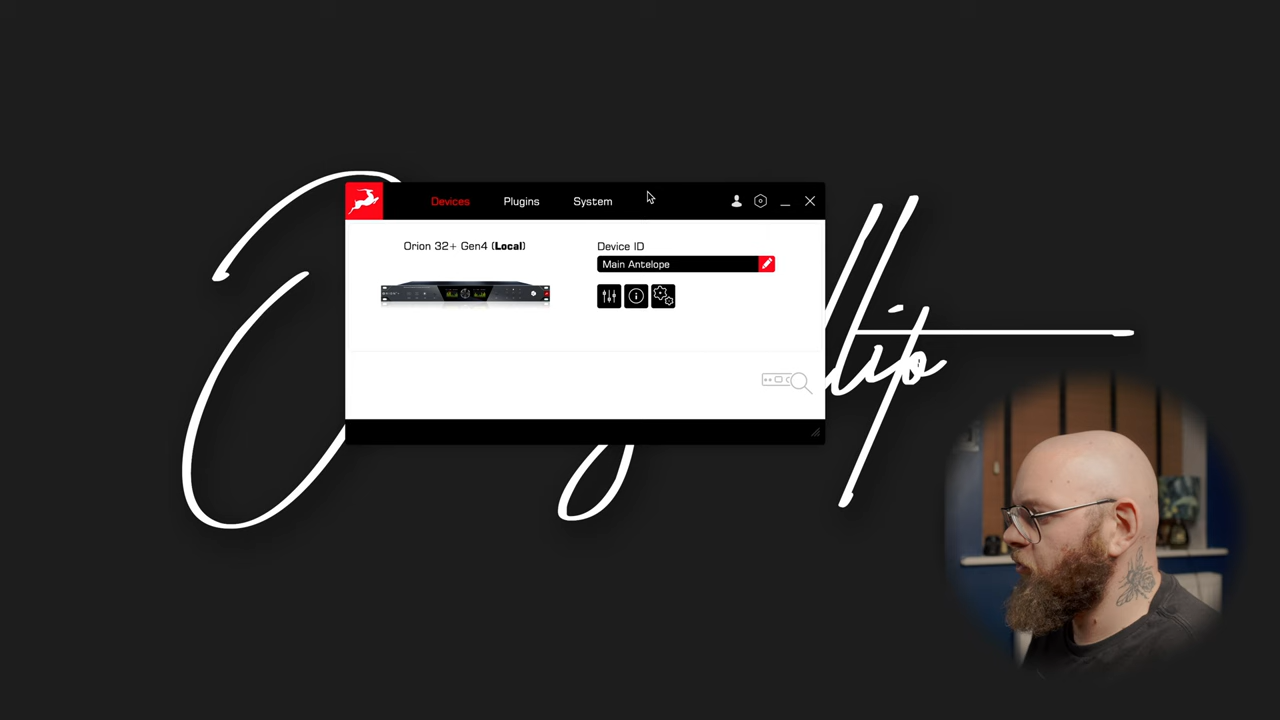 Devices Plugins System
Orion 32+ Gen4 (Local)
Device ID
Main Antelope